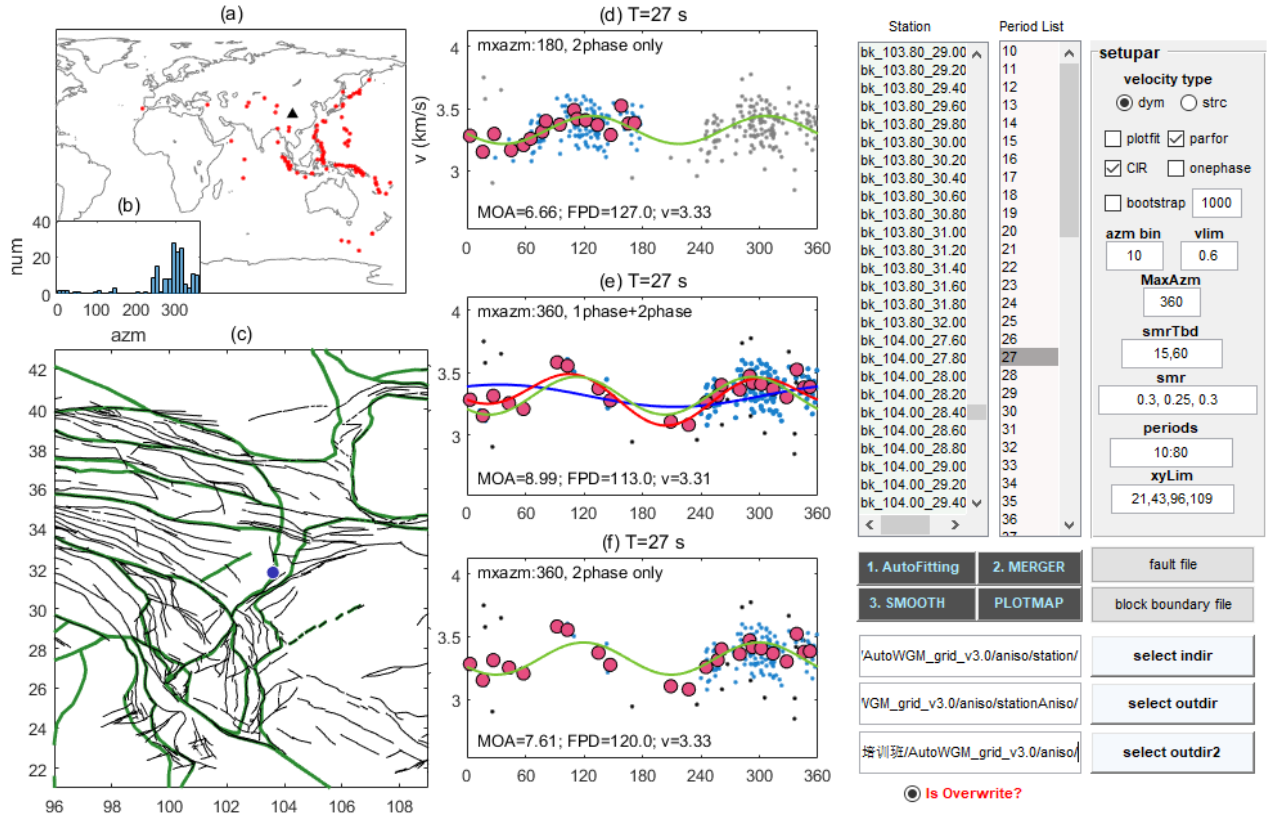 (a)
(b)
40
20
0
num
0 100 200 300
azm
(c)
42
40
38
36
34
32
30
28
26
24
22
96 98 100 102 104 106 108
(d) T=27 s
mxazm:180, 2phase only
4
3.5
3
v (km/s)
MOA=6.66; FPD=127.0; v=3.33
0 60 120 180 240 300 360
(e) T=27 s
mxazm:360, 1phase+2phase
4
3.5
3
MOA=8.99; FPD=113.0; v=3.31
0 60 120 180 240 300 360
(f) T=27 s
mxazm:360, 2phase only
4
3.5
3
MOA=7.61; FPD=120.0; v=3.33
0 60 120 180 240 300 360
Station
bk_103.80_29.00
bk_103.80_29.20
bk_103.80_29.40
bk_103.80_29.60
bk_103.80_29.80
bk_103.80_30.00
bk_103.80_30.20
bk_103.80_30.40
bk_103.80_30.60
bk_103.80_30.80
bk_103.80_31.00
bk_103.80_31.20
bk_103.80_31.40
bk_103.80_31.60
bk_103.80_31.80
bk_103.80_32.00
bk_104.00_27.60
bk_104.00_27.80
bk_104.00_28.00
bk_104.00_28.20
bk_104.00_28.40
bk_104.00_28.60
bk_104.00_28.80
bk_104.00_29.00
bk_104.00_29.20
bk_104.00_29.40
Period List
10
11
12
13
14
15
16
17
18
19
20
21
22
23
24
25
26
27
28
29
30
31
32
33
34
35
36
37
setupar
velocity type
dym strc
plotfit parfor
CIR onephase
bootstrap 1000
azm bin vlim
10 0.6
MaxAzm
360
smrTbd
15,60
smr
0.3, 0.25, 0.3
periods
10:80
xyLim
21,43,96,109
1. AutoFitting 2. MERGER
3. SMOOTH PLOTMAP
fault file
block boundary file
'AutoWGM_grid_v3.0/aniso/station/
select indir
WGM_grid_v3.0/aniso/stationAniso/
select outdir
培训班/AutoWGM_grid_v3.0/aniso/
select outdir2
Is Overwrite?